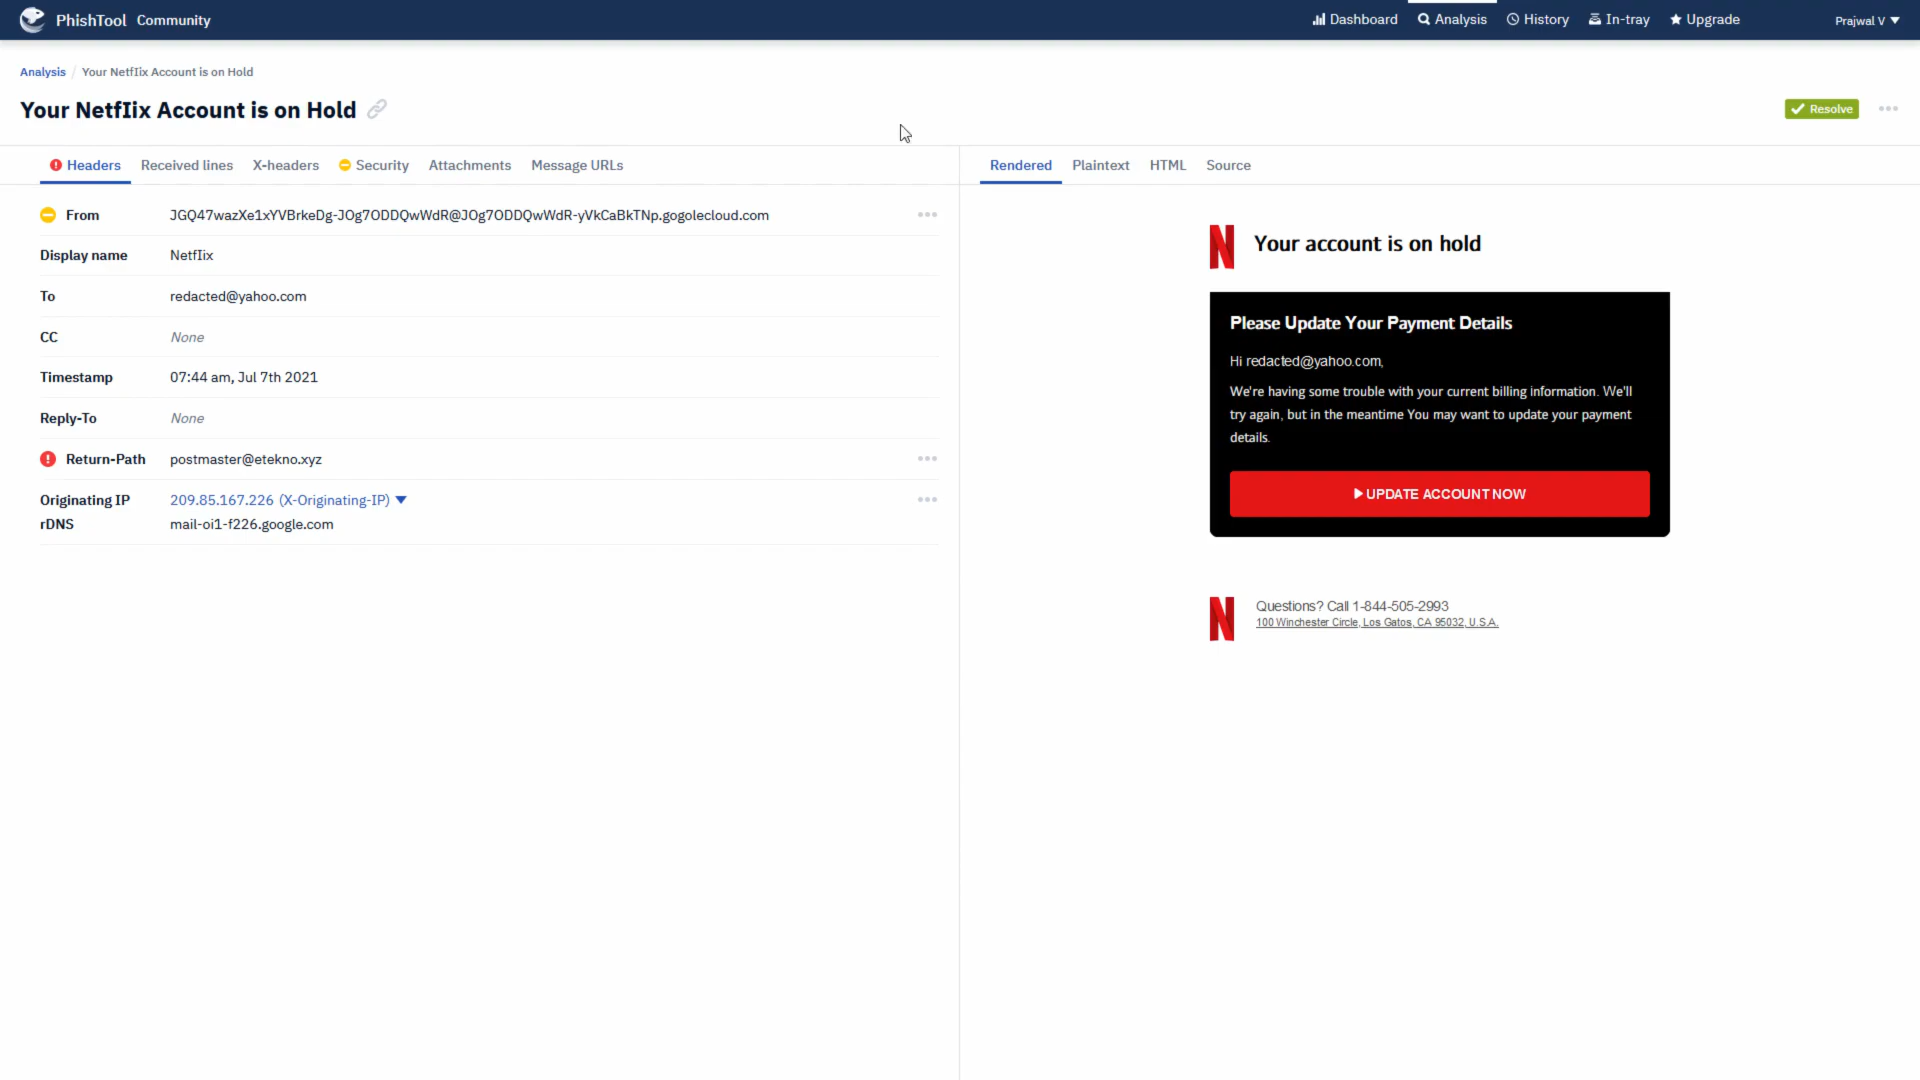 PhishTool Community
Dashboard Analysis History In-tray Upgrade Prajwal V
Analysis / Your NetfIix Account is on Hold
Your NetfIix Account is on Hold
Resolve
Headers Received lines X-headers Security Attachments Message URLs
From JGQ47wazXe1xYVBrkeDg-JOg7ODDQwWdR@JOg7ODDQwWdR-yVkCaBkTNp.gogolecloud.com
Display name NetfIix
To redacted@yahoo.com
CC None
Timestamp 07:44 am, Jul 7th 2021
Reply-To None
Return-Path postmaster@etekno.xyz
Originating IP 209.85.167.226 (X-Originating-IP)
rDNS mail-oi1-f226.google.com
Rendered Plaintext HTML Source
N Your account is on hold
Please Update Your Payment Details
Hi redacted@yahoo.com,
We're having some trouble with your current billing information. We'll
try again, but in the meantime You may want to update your payment
details.
UPDATE ACCOUNT NOW
N Questions? Call 1-844-505-2993
100 Winchester Circle, Los Gatos, CA 95032, U.S.A.